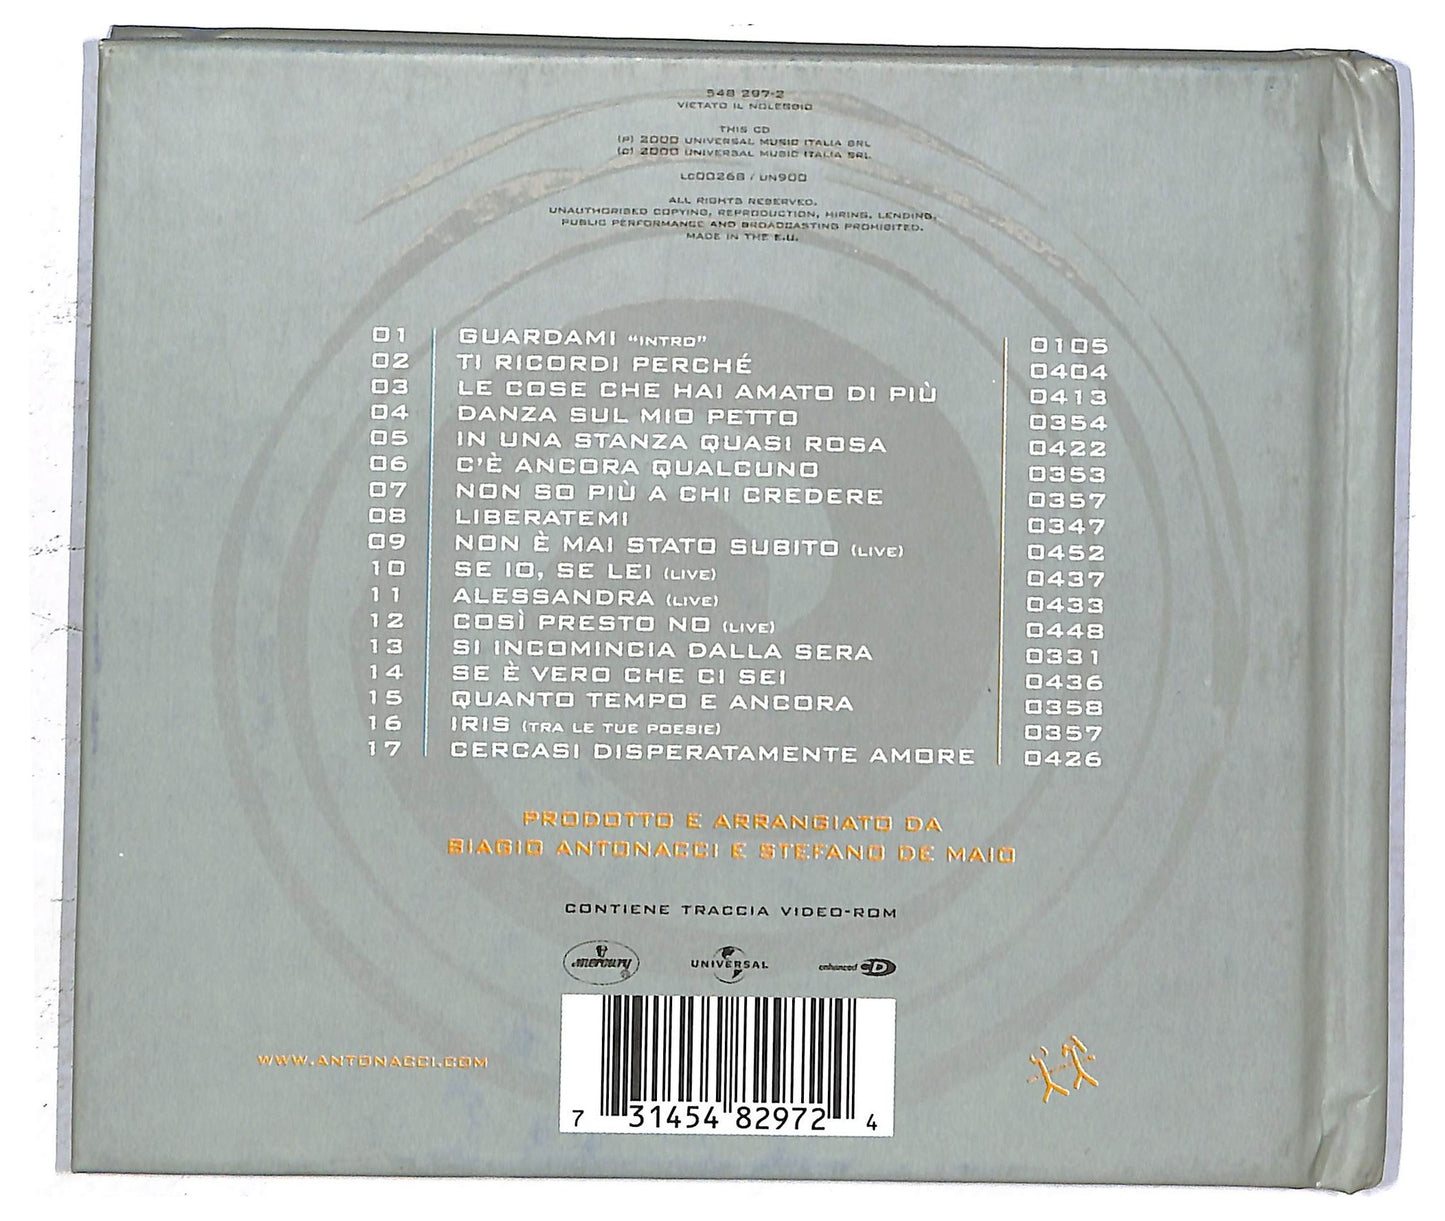 548 297-2
VIETATO IL NOLEGGIO
THIS CD
(P) 2000 UNIVERSAL MUSIC ITALIA SRL
(C) 2000 UNIVERSAL MUSIC ITALIA SRL
LC00268 / UN900
ALL RIGHTS RESERVED.
UNAUTHORISED COPYING, REPRODUCTION, HIRING, LENDING,
PUBLIC PERFORMANCE AND BROADCASTING PROHIBITED.
MADE IN THE E.U.
01 GUARDAMI "INTRO" 0105
02 TI RICORDI PERCHÉ 0404
03 LE COSE CHE HAI AMATO DI PIÙ 0413
04 DANZA SUL MIO PETTO 0354
05 IN UNA STANZA QUASI ROSA 0422
06 C'È ANCORA QUALCUNO 0353
07 NON SO PIÙ A CHI CREDERE 0357
08 LIBERATEMI 0347
09 NON È MAI STATO SUBITO (LIVE) 0452
10 SE IO, SE LEI (LIVE) 0437
11 ALESSANDRA (LIVE) 0433
12 COSÌ PRESTO NO (LIVE) 0448
13 SI INCOMINCIA DALLA SERA 0331
14 SE È VERO CHE CI SEI 0436
15 QUANTO TEMPO E ANCORA 0358
16 IRIS (TRA LE TUE POESIE) 0357
17 CERCASI DISPERATAMENTE AMORE 0426
PRODOTTO E ARRANGIATO DA
BIAGIO ANTONACCI E STEFANO DE MAIO
CONTIENE TRACCIA VIDEO-ROM
mercury ® UNIVERSAL enhanced CD
WWW.ANTONACCI.COM
7 31454 82972 4